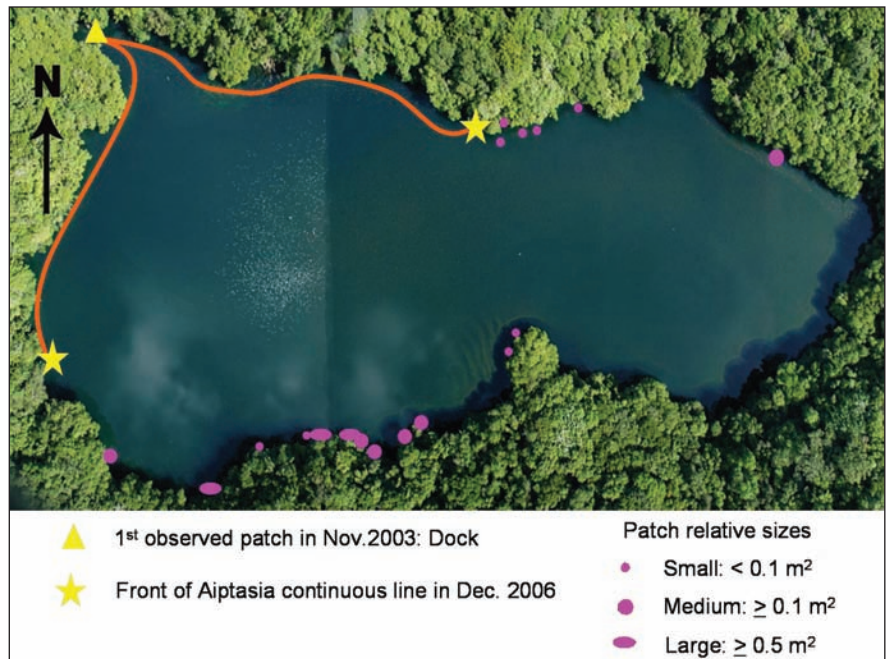 N
1st observed patch in Nov.2003: Dock
Front of Aiptasia continuous line in Dec. 2006
Patch relative sizes
Small: < 0.1 m²
Medium: ≥ 0.1 m²
Large: ≥ 0.5 m²